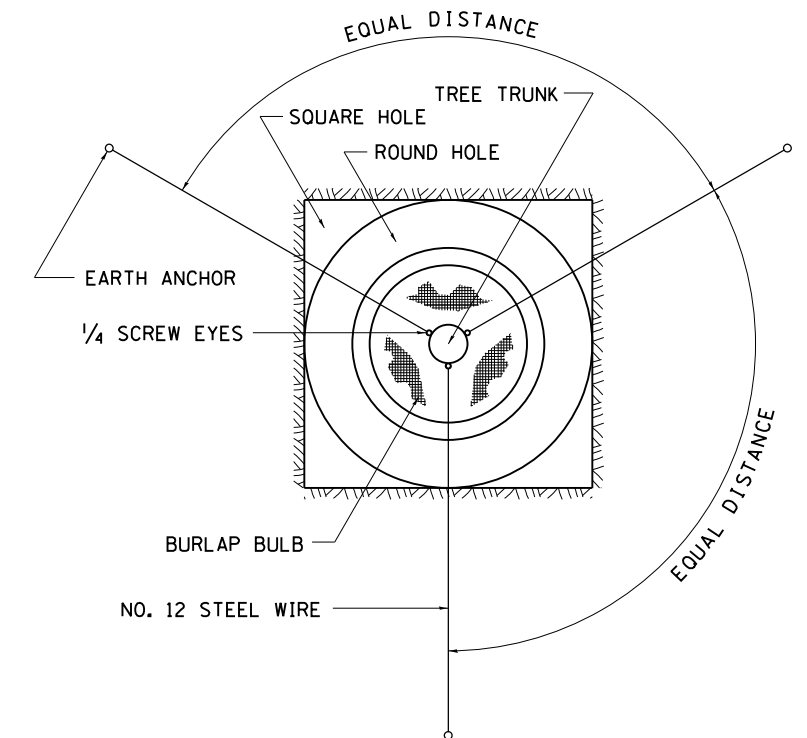 EQUAL DISTANCE
TREE TRUNK
SQUARE HOLE
ROUND HOLE
EARTH ANCHOR
1/4 SCREW EYES
EQUAL DISTANCE
BURLAP BULB
NO. 12 STEEL WIRE